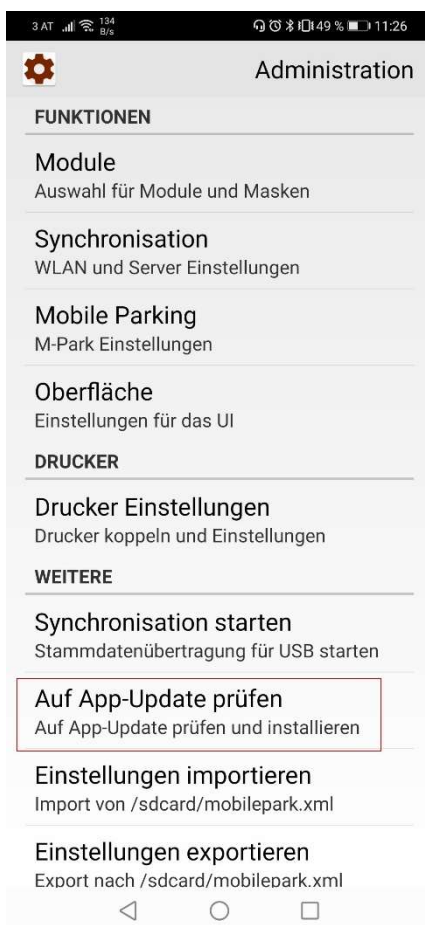 3 AT 134 B/s 49 % 11:26
Administration
FUNKTIONEN
Module
Auswahl für Module und Masken
Synchronisation
WLAN und Server Einstellungen
Mobile Parking
M-Park Einstellungen
Oberfläche
Einstellungen für das UI
DRUCKER
Drucker Einstellungen
Drucker koppeln und Einstellungen
WEITERE
Synchronisation starten
Stammdatenübertragung für USB starten
Auf App-Update prüfen
Auf App-Update prüfen und installieren
Einstellungen importieren
Import von /sdcard/mobilepark.xml
Einstellungen exportieren
Export nach /sdcard/mobilepark.xml